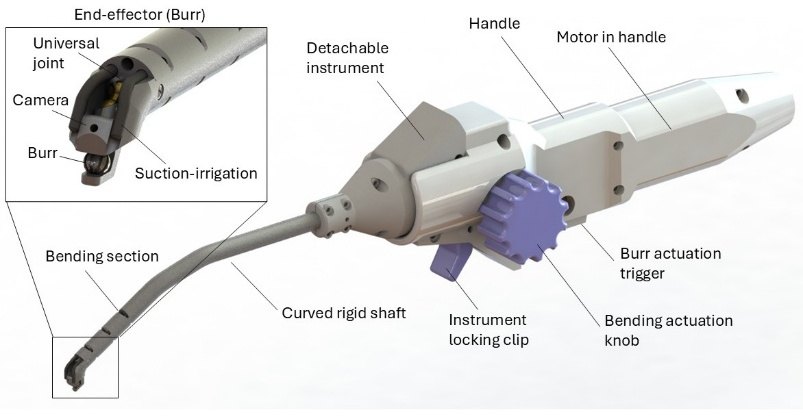 End-effector (Burr)
Universal
joint
Camera
Burr
Suction-irrigation
Detachable
instrument
Handle
Motor in handle
Bending section
Curved rigid shaft
Instrument
locking clip
Burr actuation
trigger
Bending actuation
knob